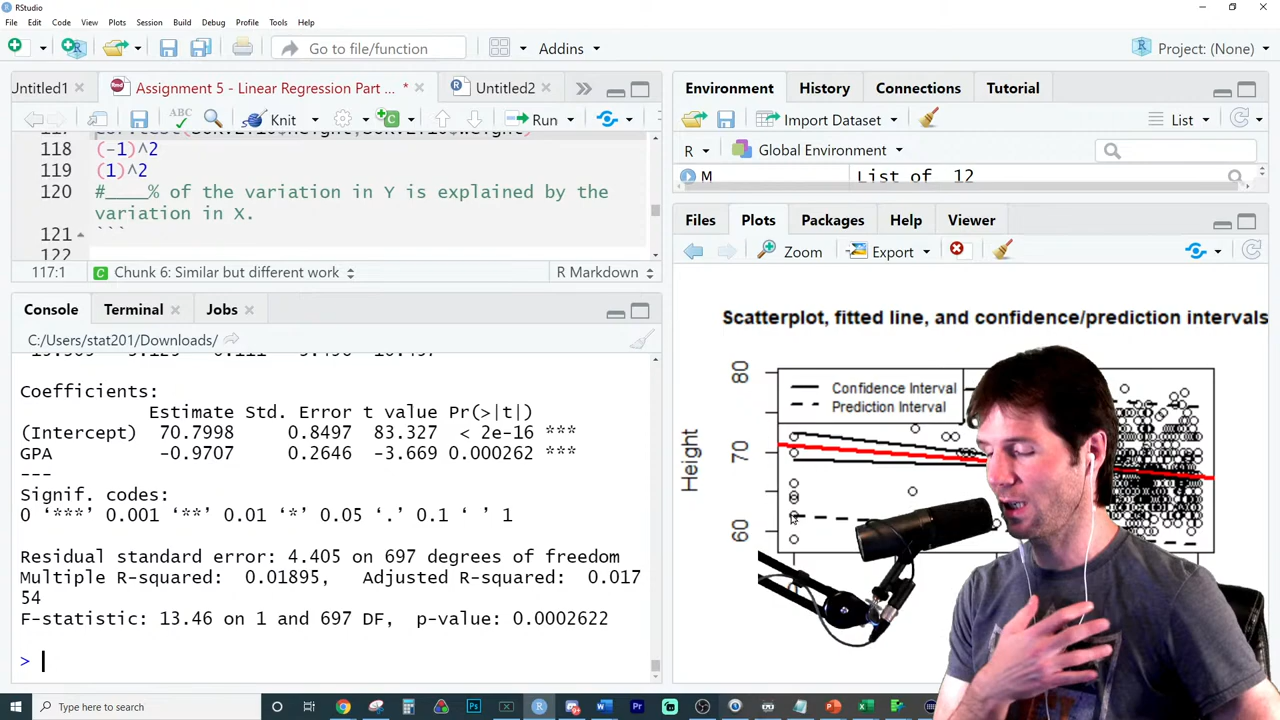 RStudio
File Edit Code View Plots Session Build Debug Profile Tools Help
Go to file/function
Addins
Project: (None)
Untitled1
Assignment 5 - Linear Regression Part ... *
Untitled2
ABC
Knit
Run
118 (-1)^2
119 (1)^2
120 #____% of the variation in Y is explained by the
variation in X.
121 ```
122
117:1
Chunk 6: Similar but different work
R Markdown
Console Terminal Jobs
C:/Users/stat201/Downloads/
Coefficients:
Estimate Std. Error t value Pr(>|t|)
(Intercept) 70.7998 0.8497 83.327 < 2e-16 ***
GPA -0.9707 0.2646 -3.669 0.000262 ***
---
Signif. codes:
0 ‘***’ 0.001 ‘**’ 0.01 ‘*’ 0.05 ‘.’ 0.1 ‘ ’ 1
Residual standard error: 4.405 on 697 degrees of freedom
Multiple R-squared: 0.01895, Adjusted R-squared: 0.017
54
F-statistic: 13.46 on 1 and 697 DF, p-value: 0.0002622
>
Environment History Connections Tutorial
Import Dataset
List
R
Global Environment
M List of 12
Files Plots Packages Help Viewer
Zoom
Export
Scatterplot, fitted line, and confidence/prediction intervals
Confidence Interval
Prediction Interval
Height
80
70
60
Type here to search